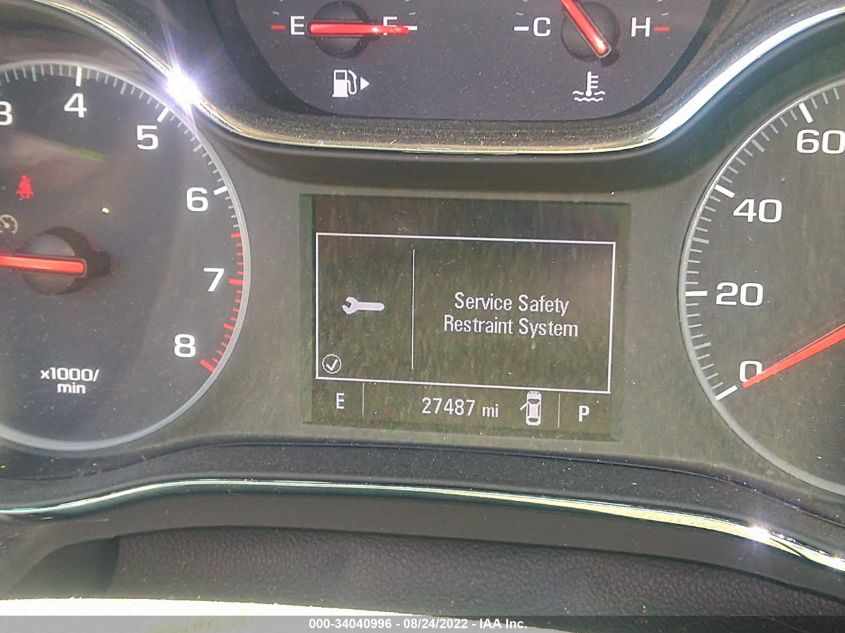 E F
C H
3 4 5 6 7 8
x1000/
min
60
40
20
0
Service Safety
Restraint System
E 27487 mi P
000-34040996 - 08/24/2022 - IAA Inc.